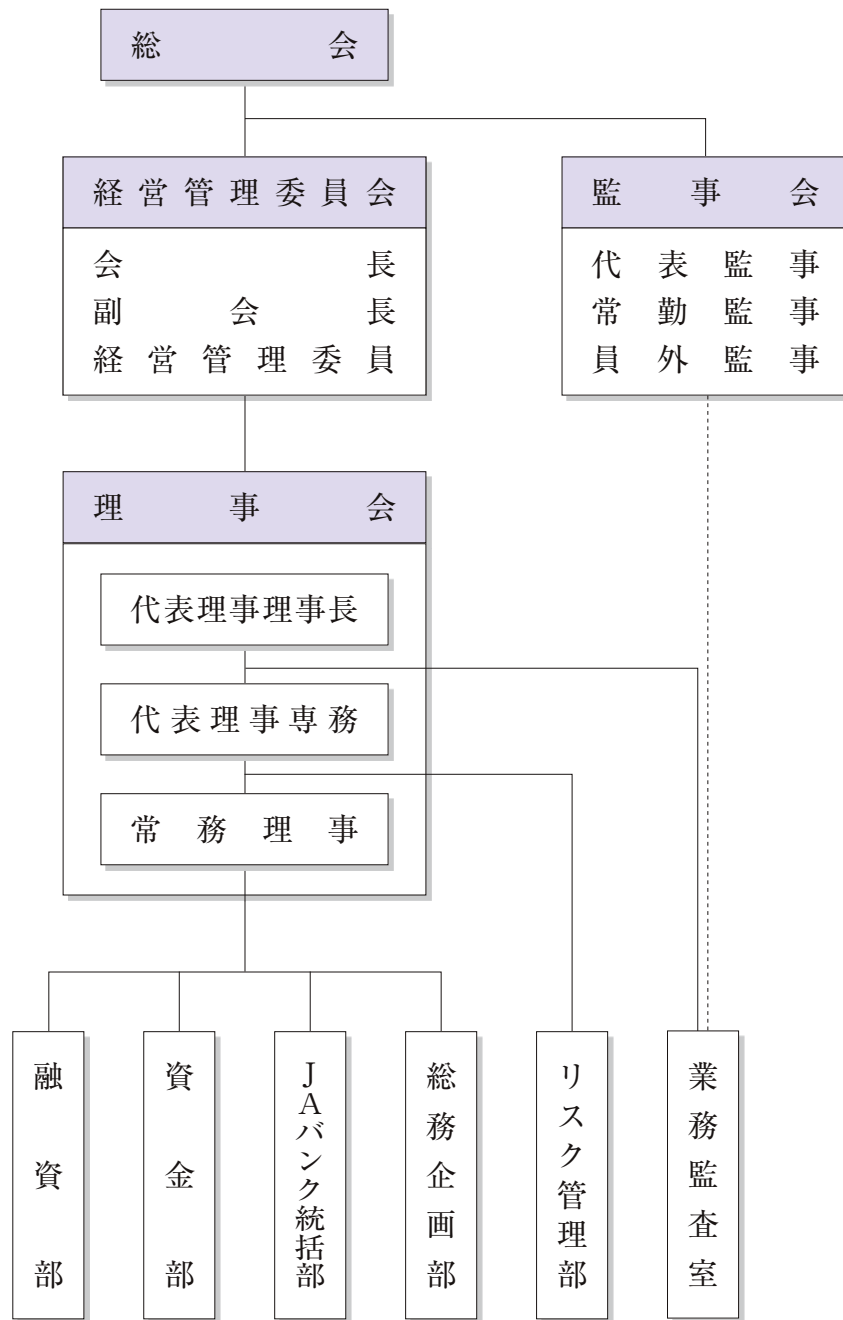 総会
経営管理委員会
会長
副会長
経営管理委員
監事会
代表監事
常勤監事
員外監事
理事会
代表理事理事長
代表理事専務
常務理事
融資部
資金部
JAバンク統括部
総務企画部
リスク管理部
業務監査室